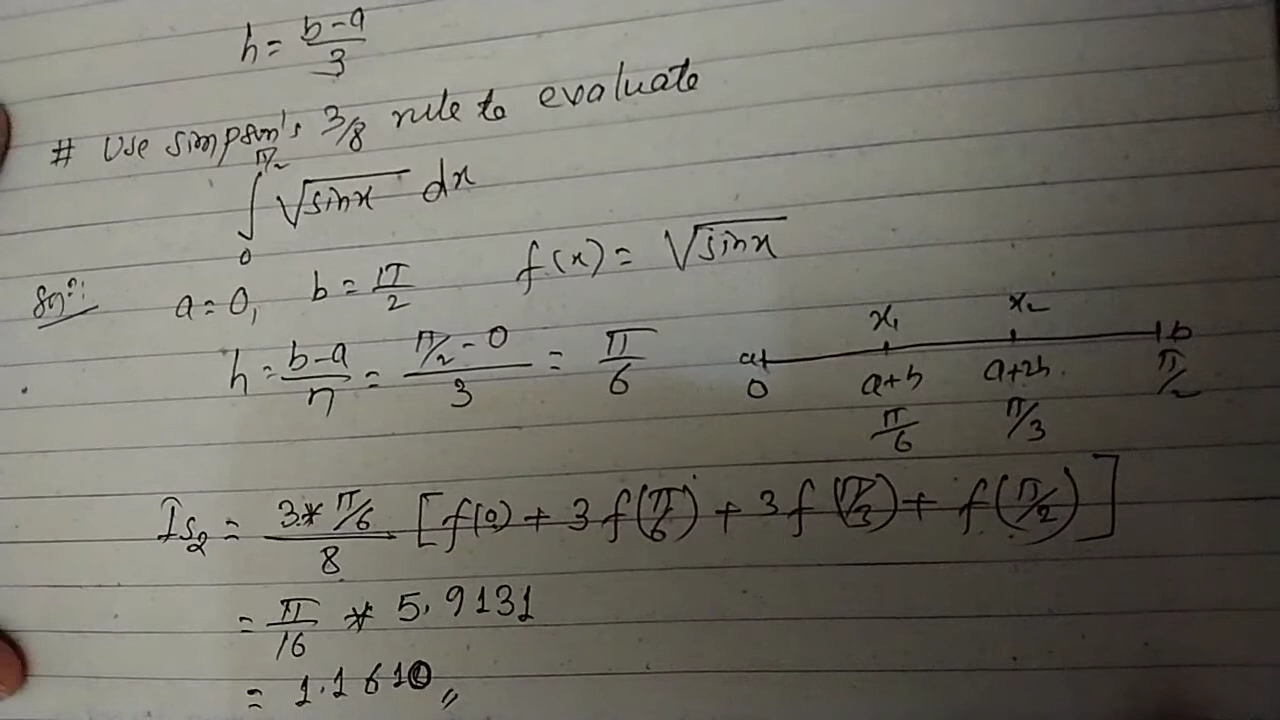 h = b-a/3
# Use simpson's 3/8 rule to evaluate
∫₀^π/2 √sinx dx
Solⁿ: a = 0, b = π/2 f(x) = √sinx
h = b-a/n = π/2 - 0/3 = π/6
x₁ x₂
a b
0 a+h a+2h π/2
π/6 π/3
Is₂ = 3*π/6/8 [f(0) + 3f(π/6) + 3f(π/3) + f(π/2)]
= π/16 * 5.9131
= 1.1610